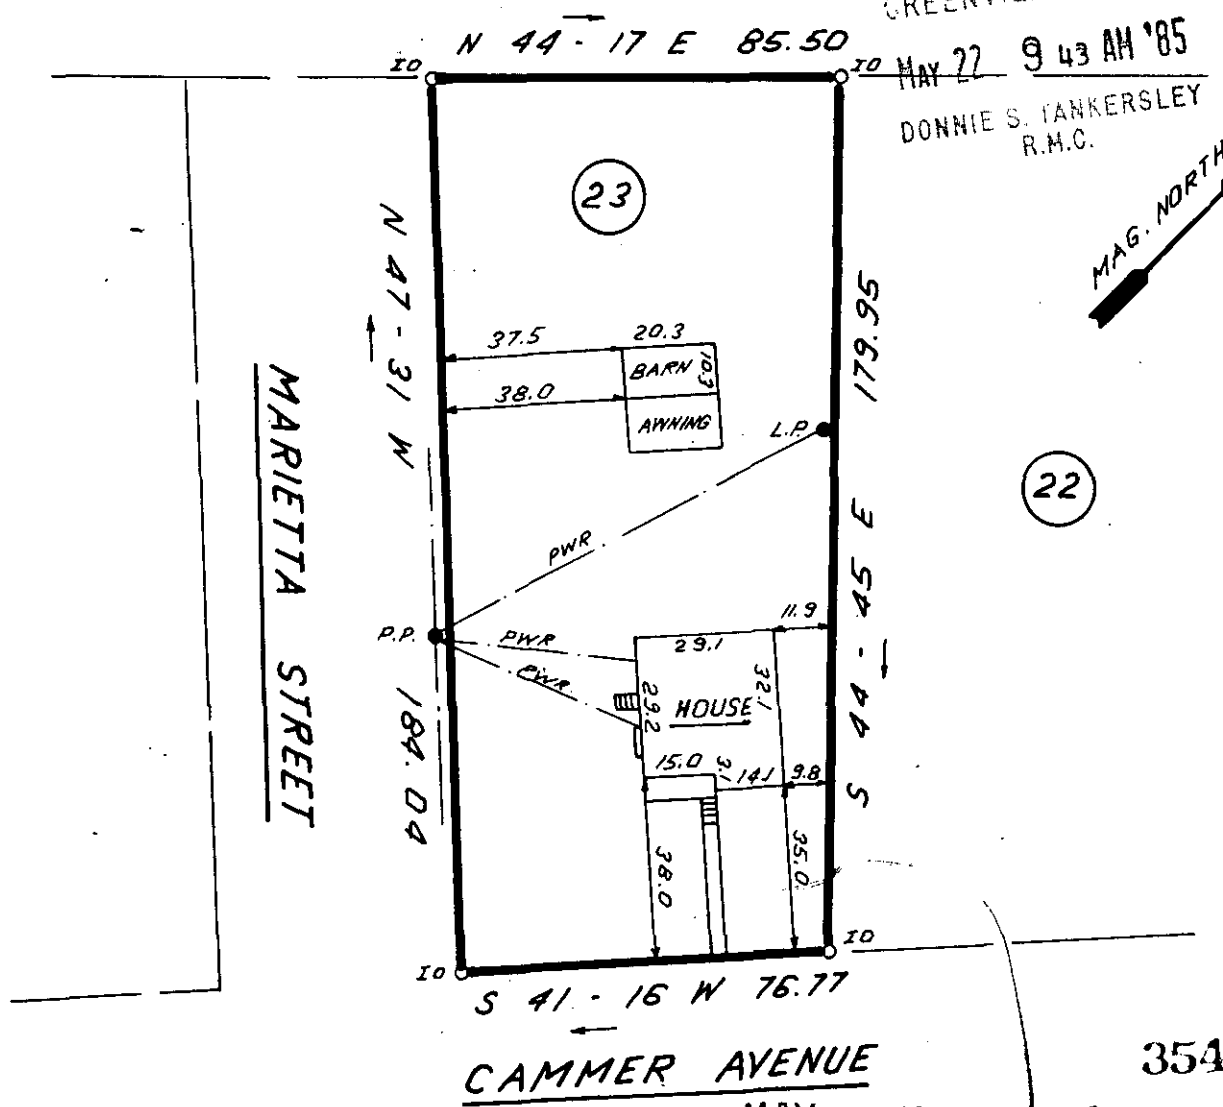 N 44 - 17 E 85.50
IO
IO
MAY 22 9 43 AM '85
DONNIE S. TANKERSLEY
R.M.C.
MAG. NORTH
23
N 47 - 31 W 184.04
MARIETTA STREET
37.5
20.3
BARN
10.3
38.0
AWNING
L.P.
179.95
S 44 - 45 E
22
PWR
P.P.
PWR
PWR
29.1
11.9
32.1
29.2
HOUSE
15.0
3.1
14.1
9.8
38.0
35.0
IO
IO
S 41 - 16 W 76.77
CAMMER AVENUE
354